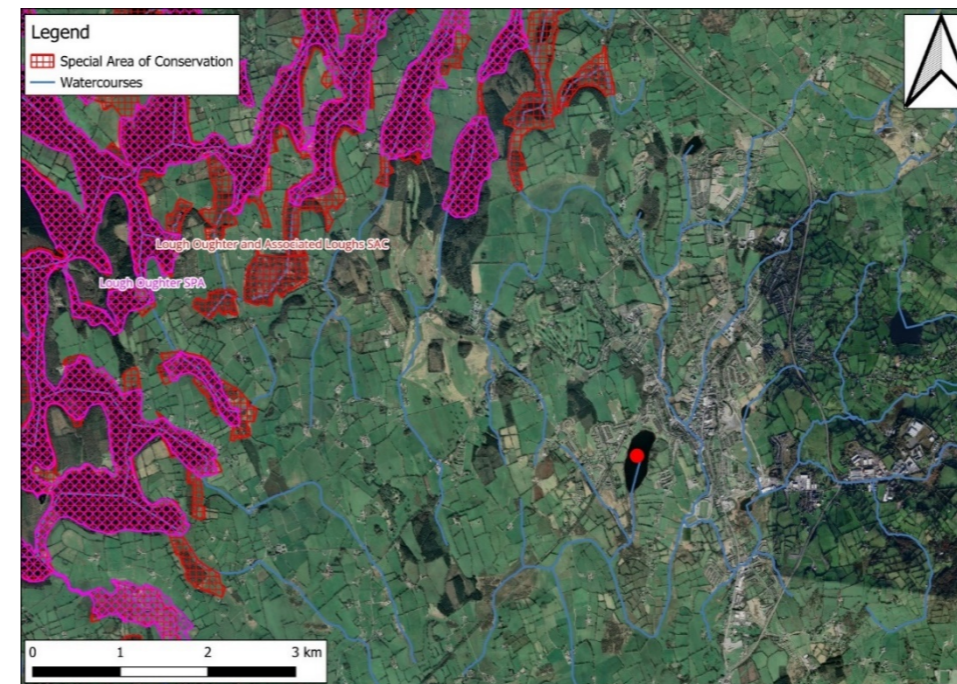 Legend
Special Area of Conservation
Watercourses
Lough Oughter and Associated Loughs SAC
Lough Oughter SPA
0 1 2 3 km